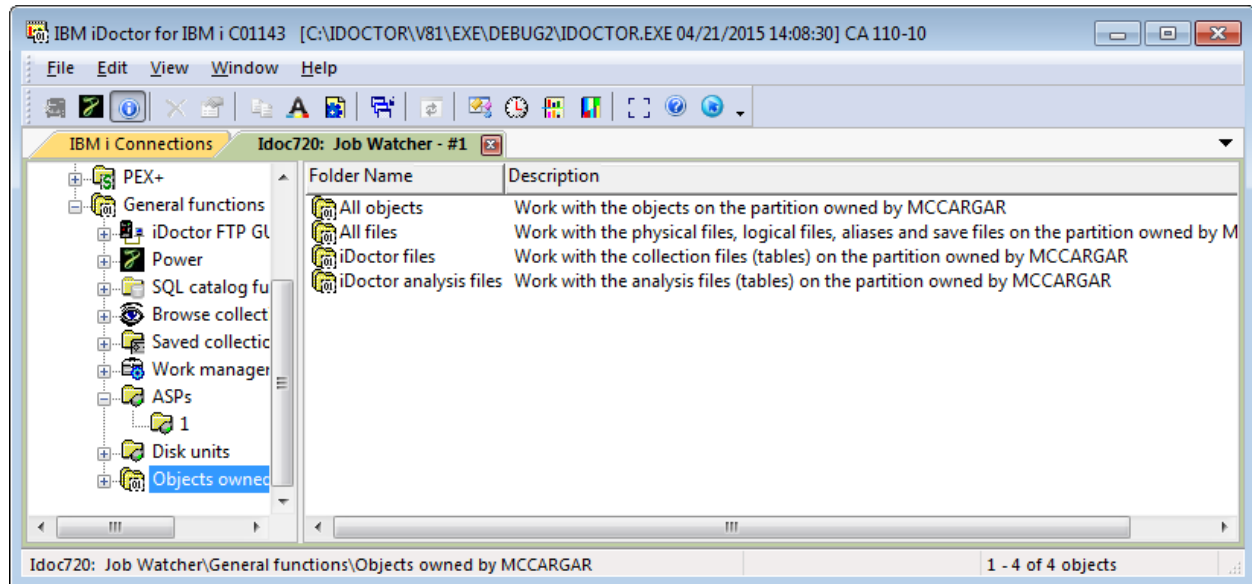 IBM iDoctor for IBM i C01143 [C:\IDOCTOR\V81\EXE\DEBUG2\IDOCTOR.EXE 04/21/2015 14:08:30] CA 110-10
File Edit View Window Help
IBM i Connections Idoc720: Job Watcher - #1
PEX+
General functions
iDoctor FTP GU
Power
SQL catalog fu
Browse collect
Saved collectic
Work manager
ASPs
1
Disk units
Objects owned
Folder Name Description
All objects Work with the objects on the partition owned by MCCARGAR
All files Work with the physical files, logical files, aliases and save files on the partition owned by M
iDoctor files Work with the collection files (tables) on the partition owned by MCCARGAR
iDoctor analysis files Work with the analysis files (tables) on the partition owned by MCCARGAR
Idoc720: Job Watcher\General functions\Objects owned by MCCARGAR 1 - 4 of 4 objects